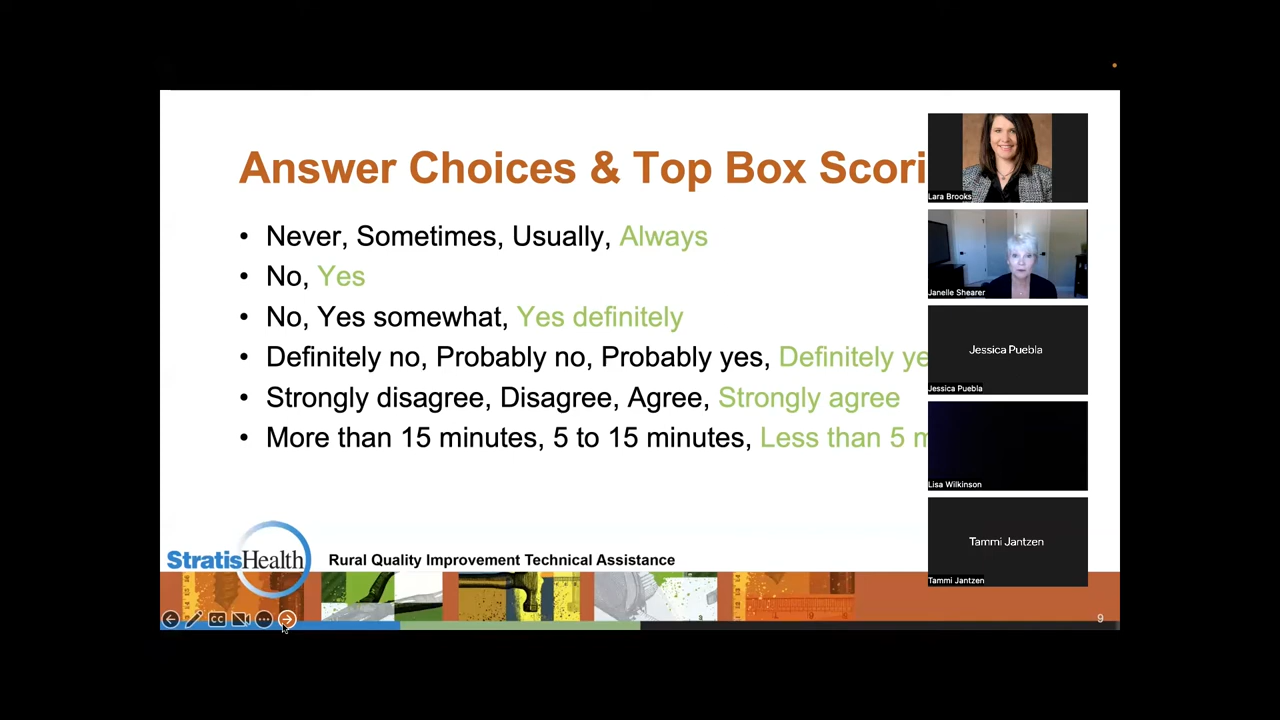 Answer Choices & Top Box Scori
• Never, Sometimes, Usually, Always
• No, Yes
• No, Yes somewhat, Yes definitely
• Definitely no, Probably no, Probably yes, Definitely ye
• Strongly disagree, Disagree, Agree, Strongly agree
• More than 15 minutes, 5 to 15 minutes, Less than 5 m
StratisHealth
Rural Quality Improvement Technical Assistance
CC
9
Lara Brooks
Janelle Shearer
Jessica Puebla
Jessica Puebla
Lisa Wilkinson
Tammi Jantzen
Tammi Jantzen